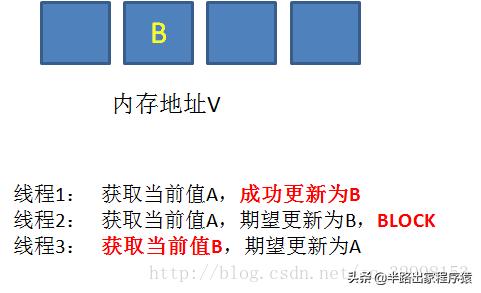 B
内存地址V
线程1： 获取当前值A，成功更新为B
线程2： 获取当前值A，期望更新为B，BLOCK
线程3： 获取当前值B，期望更新为A
http://blog.csdn.net/
头条 @半路出家程序猿